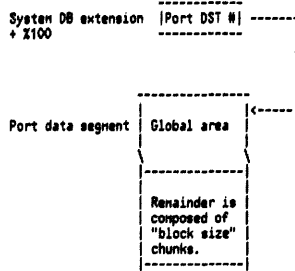 System DB extension |Port DST #| ------
+ %100
Port data segment | Global area | <-----
Remainder is
composed of
"block size"
chunks.